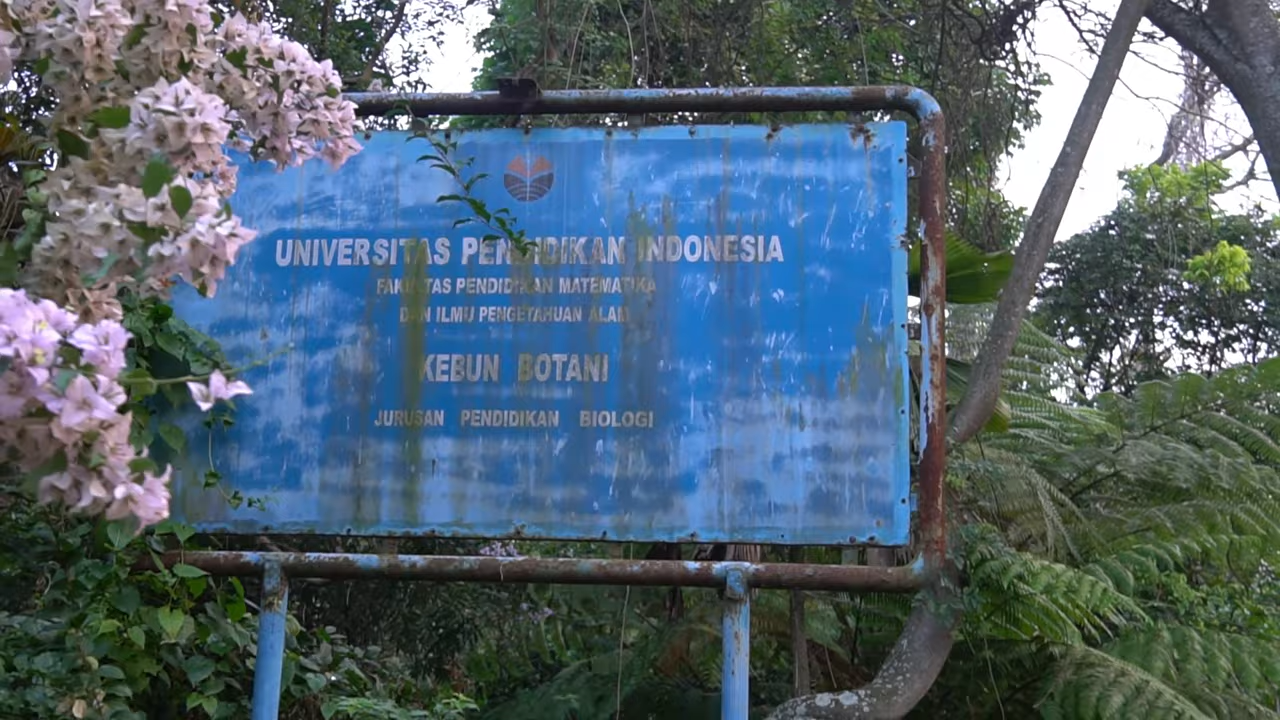 UNIVERSITAS PENDIDIKAN INDONESIA
FAKULTAS PENDIDIKAN MATEMATIKA
DAN ILMU PENGETAHUAN ALAM
KEBUN BOTANI
JURUSAN PENDIDIKAN BIOLOGI